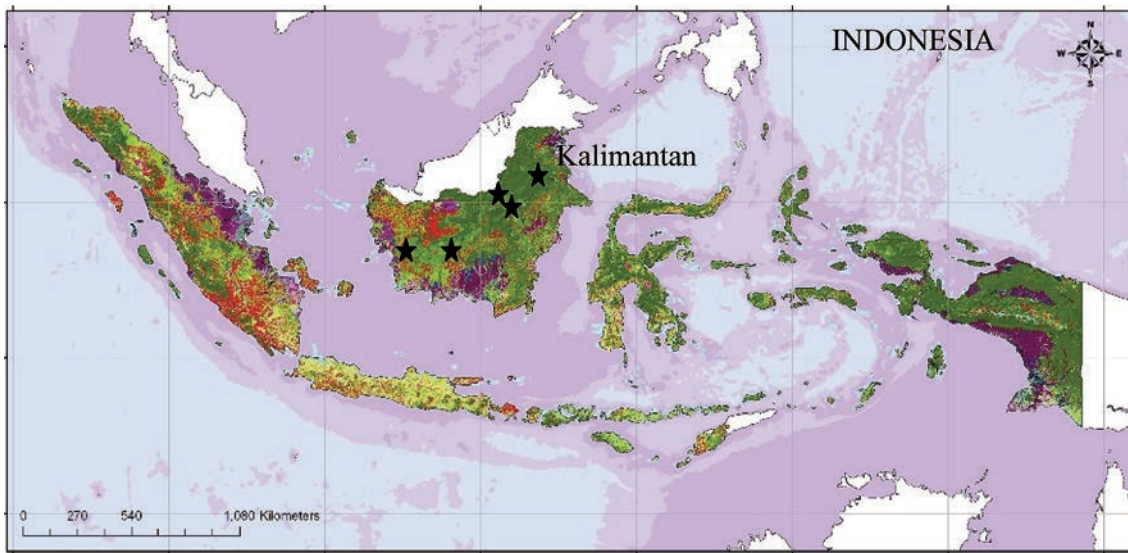 INDONESIA
N
W E
S
Kalimantan
0 270 540 1,080 Kilometers